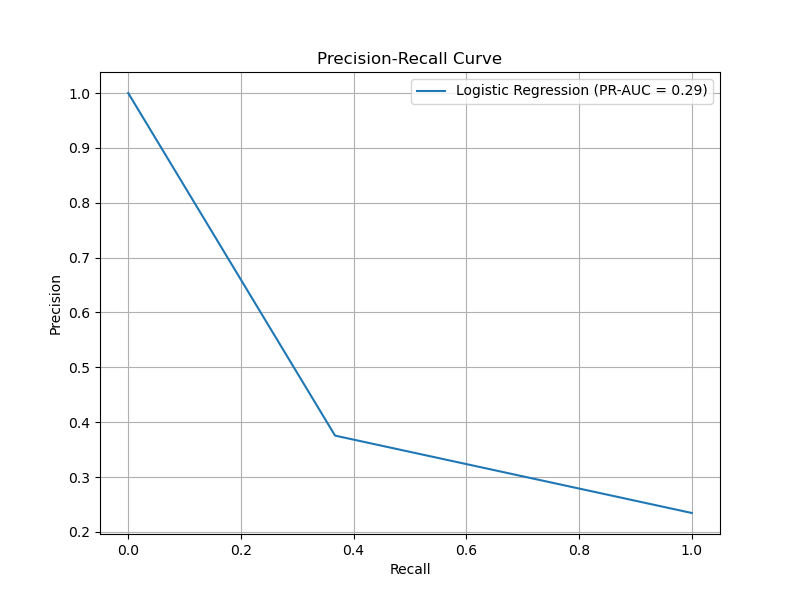 Precision-Recall Curve
Logistic Regression (PR-AUC = 0.29)
1.0
0.9
0.8
0.7
0.6
0.5
0.4
0.3
0.2
Precision
0.0 0.2 0.4 0.6 0.8 1.0
Recall